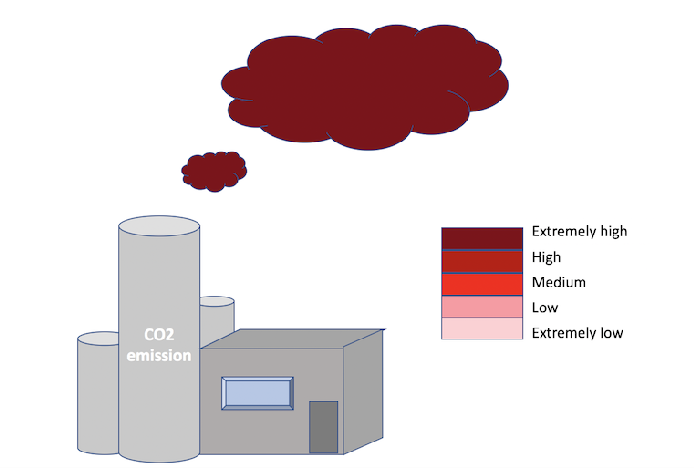 Extremely high
High
Medium
Low
Extremely low
CO2
emission